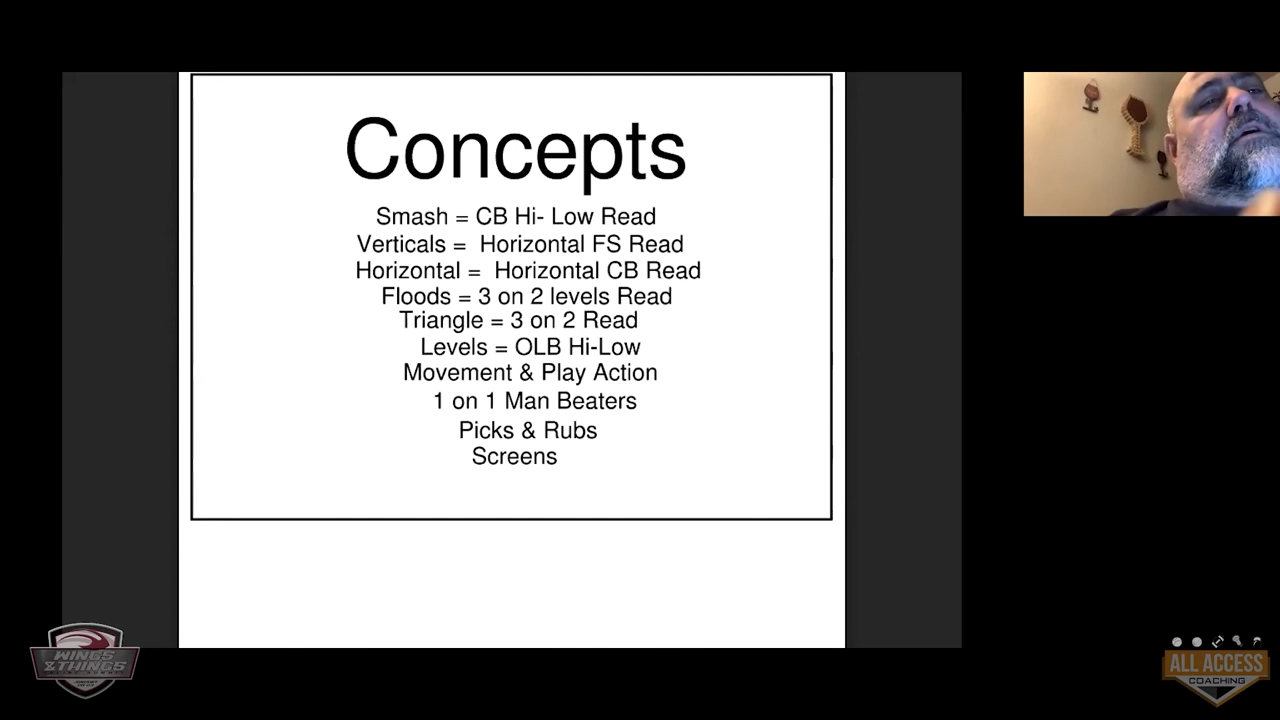 Concepts
Smash = CB Hi- Low Read
Verticals = Horizontal FS Read
Horizontal = Horizontal CB Read
Floods = 3 on 2 levels Read
Triangle = 3 on 2 Read
Levels = OLB Hi-Low
Movement & Play Action
1 on 1 Man Beaters
Picks & Rubs
Screens
WINGS
&THINGS
ALL ACCESS
COACHING